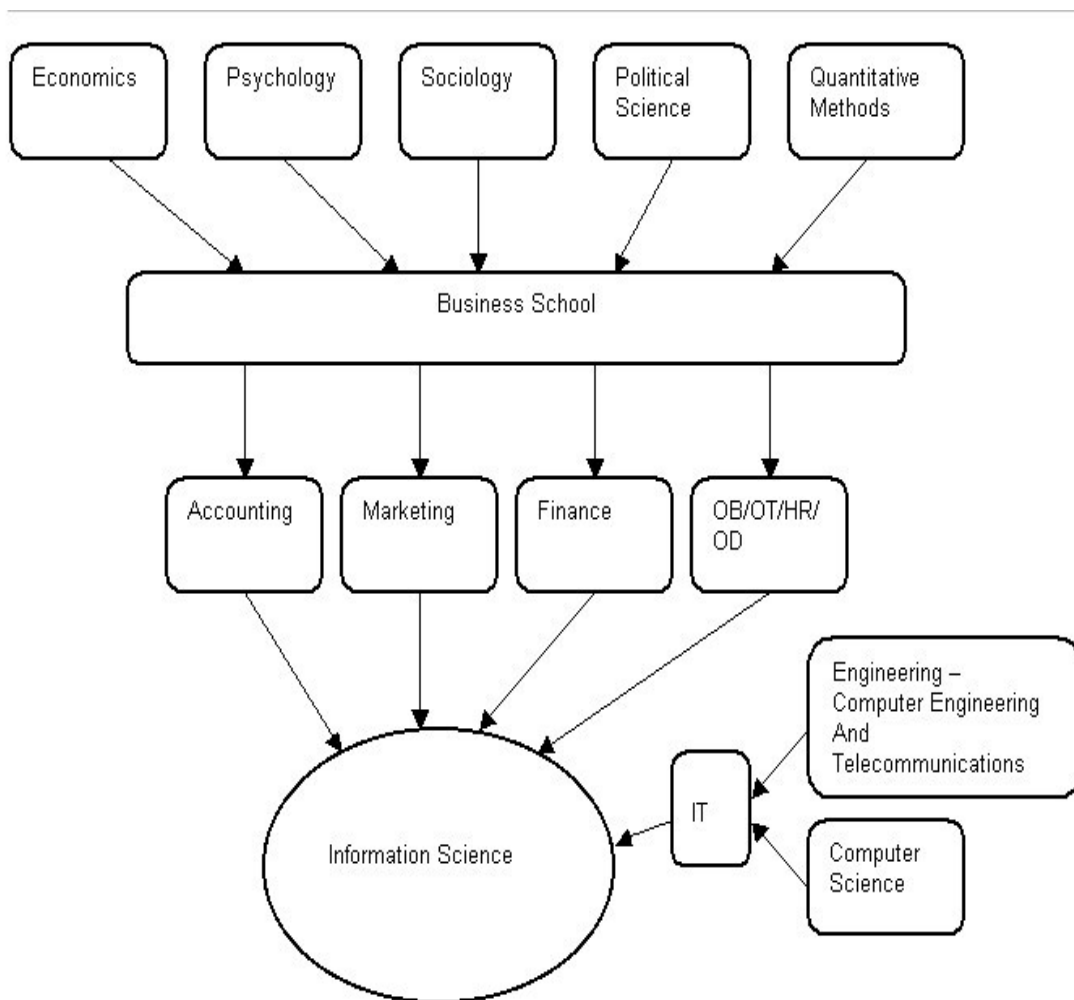 Economics
Psychology
Sociology
Political
Science
Quantitative
Methods
Business School
Accounting
Marketing
Finance
OB/OT/HR/
OD
Engineering –
Computer Engineering
And
Telecommunications
IT
Computer
Science
Information Science